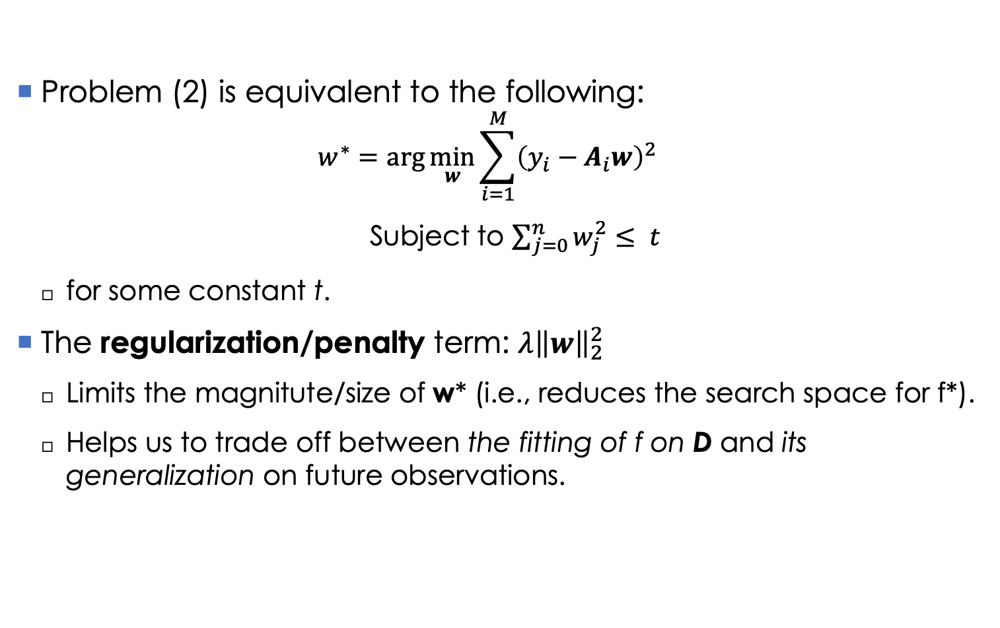 ■ Problem (2) is equivalent to the following:
$w^* = \arg\min_{\boldsymbol{w}} \sum_{i=1}^{M} (y_i - \boldsymbol{A}_i \boldsymbol{w})^2$
Subject to $\sum_{j=0}^{n} w_j^2 \leq t$
□ for some constant t.
■ The regularization/penalty term: $\lambda \|\boldsymbol{w}\|_2^2$
□ Limits the magnitute/size of w* (i.e., reduces the search space for f*).
□ Helps us to trade off between the fitting of f on D and its
generalization on future observations.